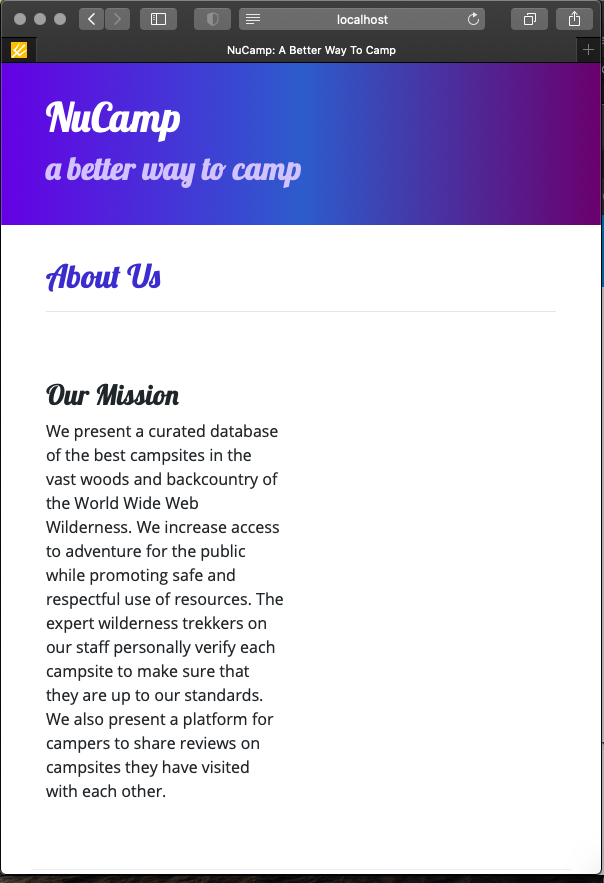 localhost
NuCamp: A Better Way To Camp
NuCamp
a better way to camp
About Us
Our Mission
We present a curated database
of the best campsites in the
vast woods and backcountry of
the World Wide Web
Wilderness. We increase access
to adventure for the public
while promoting safe and
respectful use of resources. The
expert wilderness trekkers on
our staff personally verify each
campsite to make sure that
they are up to our standards.
We also present a platform for
campers to share reviews on
campsites they have visited
with each other.